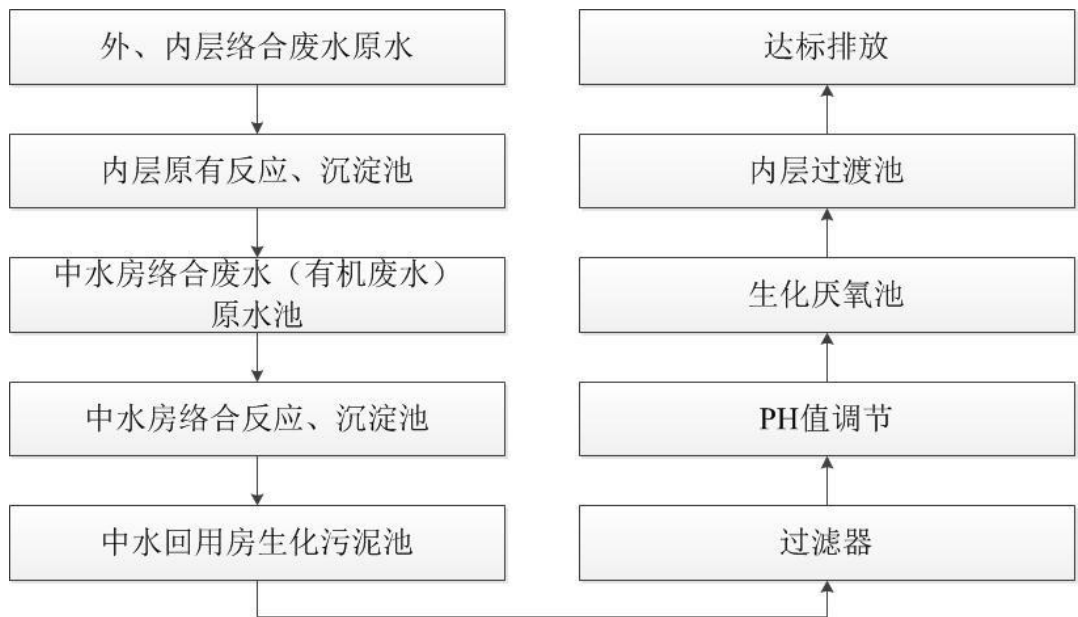 外、内层络合废水原水
内层原有反应、沉淀池
中水房络合废水（有机废水）
原水池
中水房络合反应、沉淀池
中水回用房生化污泥池
过滤器
PH值调节
生化厌氧池
内层过渡池
达标排放